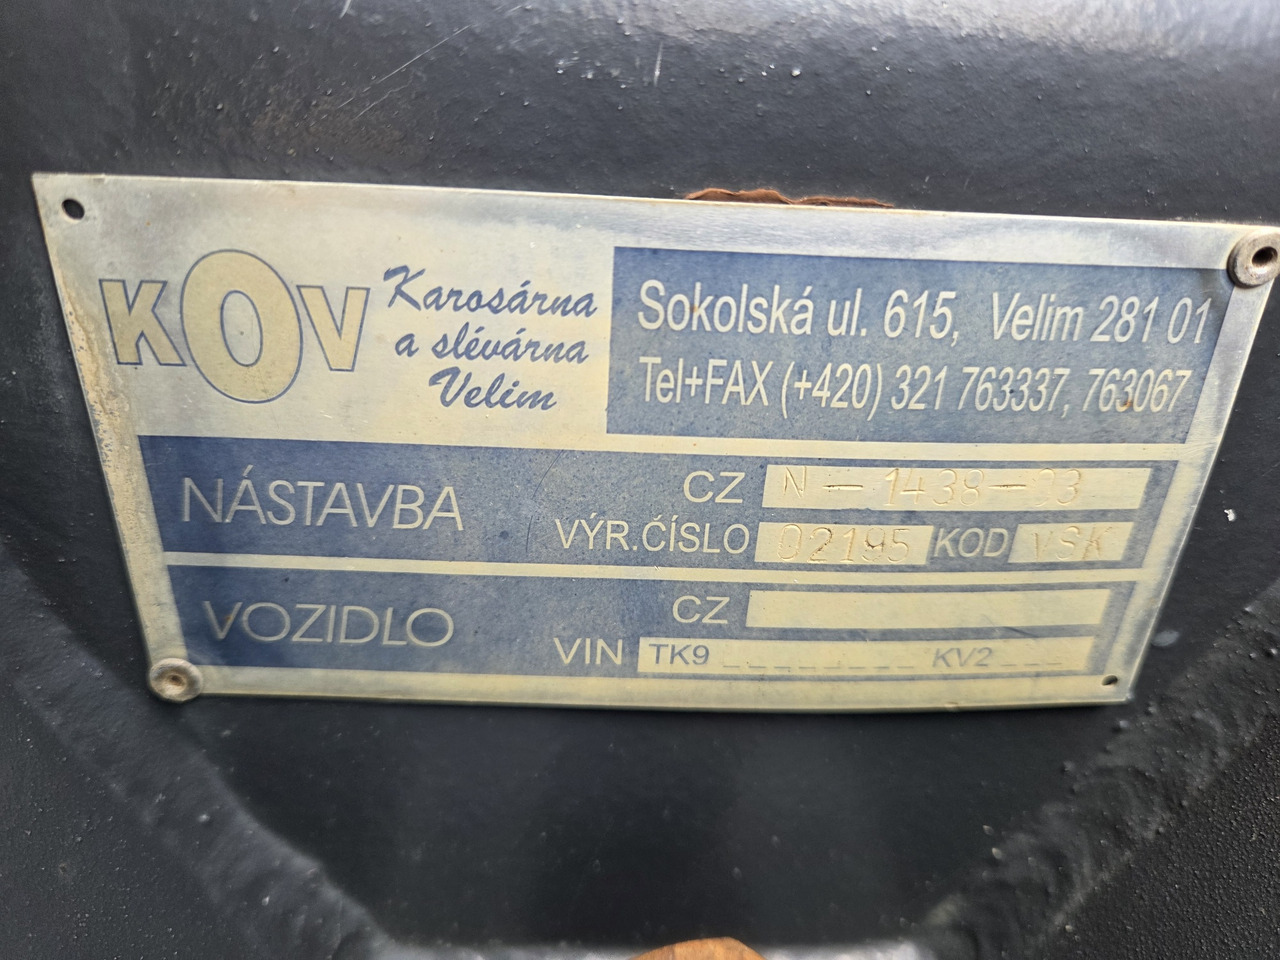 KOV
Karosárna
a slévárna
Velim
Sokolská ul. 615, Velim 281 01
Tel+FAX (+420) 321 763337, 763067
NÁSTAVBA
CZ N-1438-03
VÝR.ČÍSLO 02195 KOD VSK
VOZIDLO
CZ
VIN TK9 _ _ _ _ _ _ _ _ KV2 _ _ _